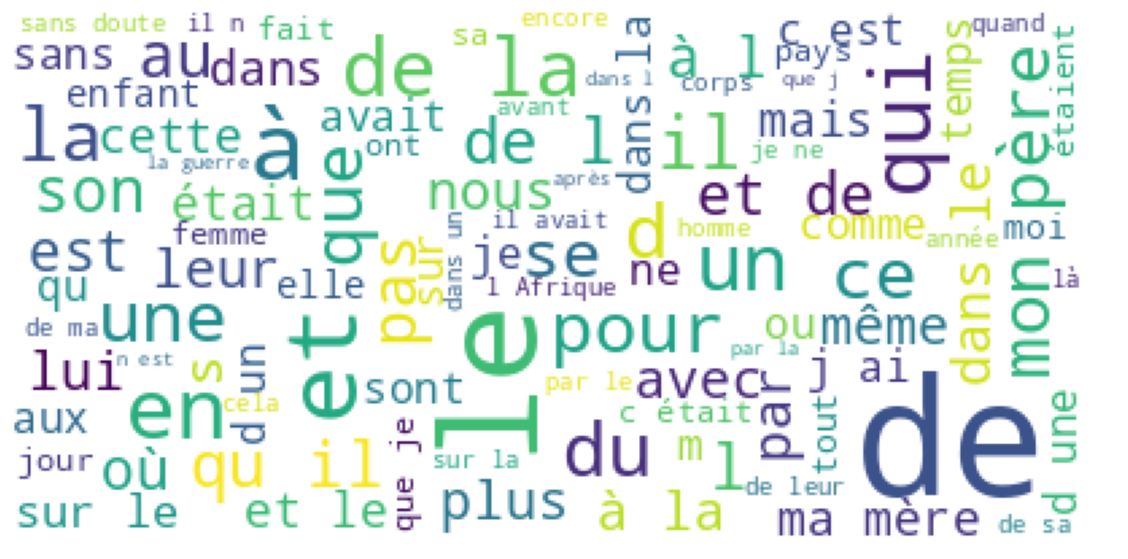 sans doute il n fait sa encore quand
sans au dans de la dans la à l c est pays
enfant dans l corps que j qui temps père étaient
la cette à avait avant
la guerre que ont de l il mais je ne
son était nous après et de dans le
femme dans un il avait d homme comme année moi
est leur pas sur je se
qu elle l Afrique ne un ce mon là
de ma une et le pour ou même
lui n est s d un par la
sont par le avec par j ai de d une
aux en cela c était tout
jour où qu il que je sur la du m l de leur
sur le et le plus à la ma mère de sa